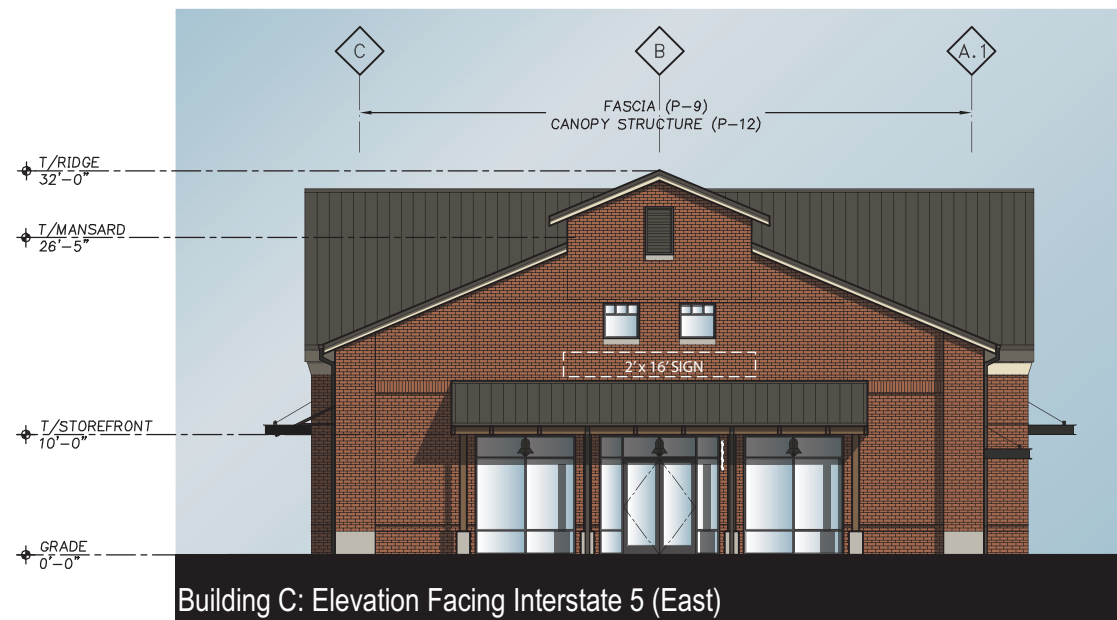 C
B
A.1
FASCIA (P-9)
CANOPY STRUCTURE (P-12)
T/RIDGE
32'-0"
T/MANSARD
26'-5"
2' x 16' SIGN
T/STOREFRONT
10'-0"
GRADE
0'-0"
Building C: Elevation Facing Interstate 5 (East)